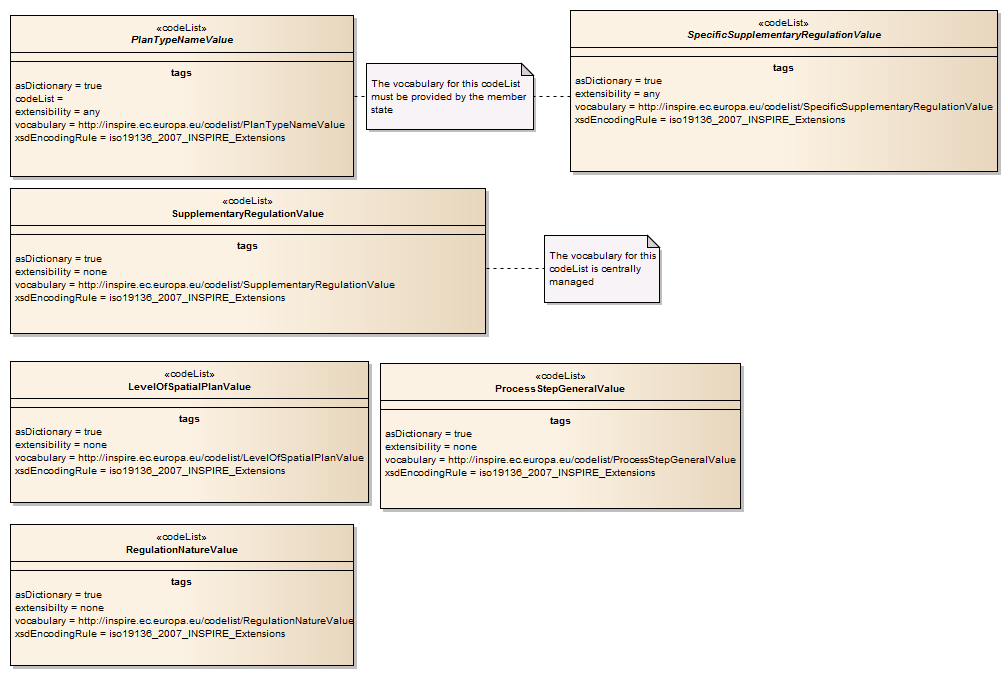 «codeList»
PlanTypeNameValue
tags
asDictionary = true
codeList =
extensibility = any
vocabulary = http://inspire.ec.europa.eu/codelist/PlanTypeNameValue
xsdEncodingRule = iso19136_2007_INSPIRE_Extensions
The vocabulary for this codeList
must be provided by the member
state
«codeList»
SpecificSupplementaryRegulationValue
tags
asDictionary = true
extensibility = any
vocabulary = http://inspire.ec.europa.eu/codelist/SpecificSupplementaryRegulationValue
xsdEncodingRule = iso19136_2007_INSPIRE_Extensions
«codeList»
SupplementaryRegulationValue
tags
asDictionary = true
extensibility = none
vocabulary = http://inspire.ec.europa.eu/codelist/SupplementaryRegulationValue
xsdEncodingRule = iso19136_2007_INSPIRE_Extensions
The vocabulary for this
codeList is centrally
managed
«codeList»
LevelOfSpatialPlanValue
tags
asDictionary = true
extensibility = none
vocabulary = http://inspire.ec.europa.eu/codelist/LevelOfSpatialPlanValue
xsdEncodingRule = iso19136_2007_INSPIRE_Extensions
«codeList»
ProcessStepGeneralValue
tags
asDictionary = true
extensibility = none
vocabulary = http://inspire.ec.europa.eu/codelist/ProcessStepGeneralValue
xsdEncodingRule = iso19136_2007_INSPIRE_Extensions
«codeList»
RegulationNatureValue
tags
asDictionary = true
extensibilty = none
vocabulary = http://inspire.ec.europa.eu/codelist/RegulationNatureValue
xsdEncodingRule = iso19136_2007_INSPIRE_Extensions